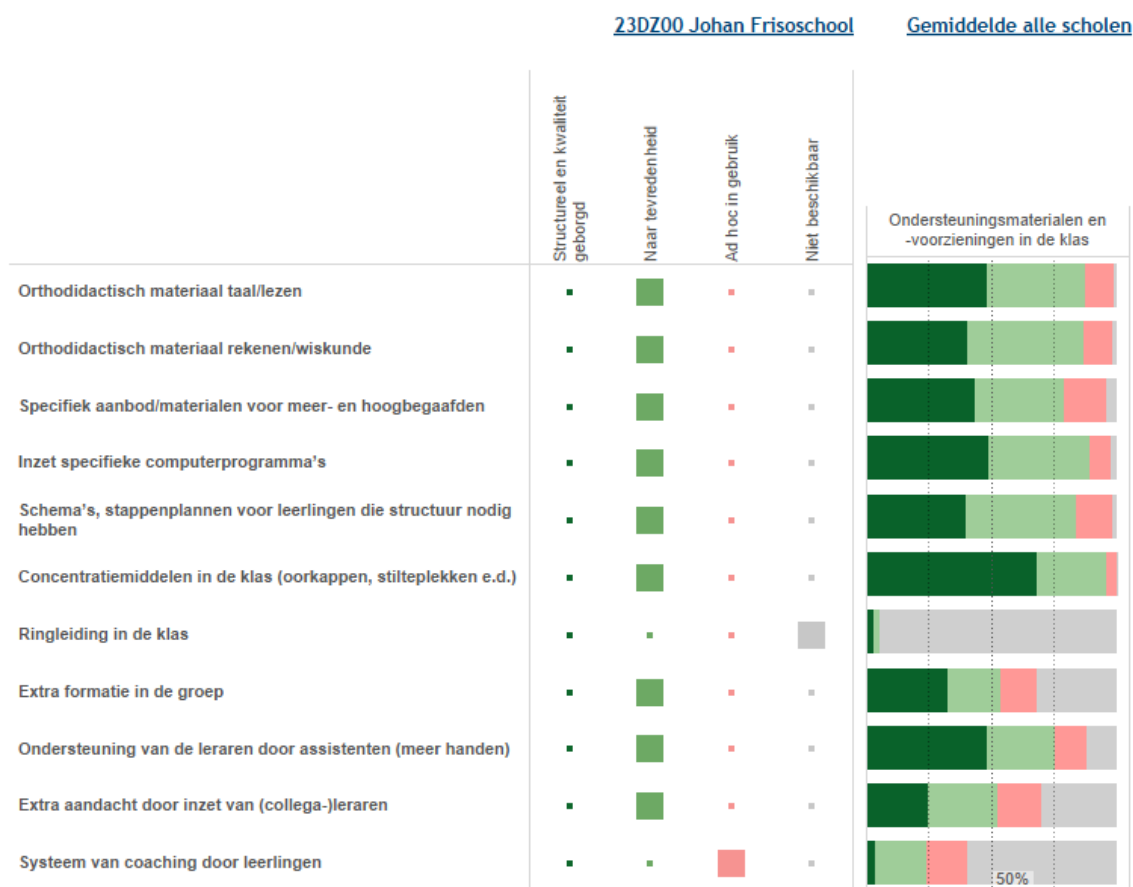 23DZ00 Johan Frisoschool
Gemiddelde alle scholen
Structureel en kwaliteit
geborgd
Naar tevredenheid
Ad hoc in gebruik
Niet beschikbaar
Ondersteuningsmaterialen en
-voorzieningen in de klas
Orthodidactisch materiaal taal/lezen
Orthodidactisch materiaal rekenen/wiskunde
Specifiek aanbod/materialen voor meer- en hoogbegaafden
Inzet specifieke computerprogramma's
Schema's, stappenplannen voor leerlingen die structuur nodig
hebben
Concentratiemiddelen in de klas (oorkappen, stilteplekken e.d.)
Ringleiding in de klas
Extra formatie in de groep
Ondersteuning van de leraren door assistenten (meer handen)
Extra aandacht door inzet van (collega-)leraren
Systeem van coaching door leerlingen
50%